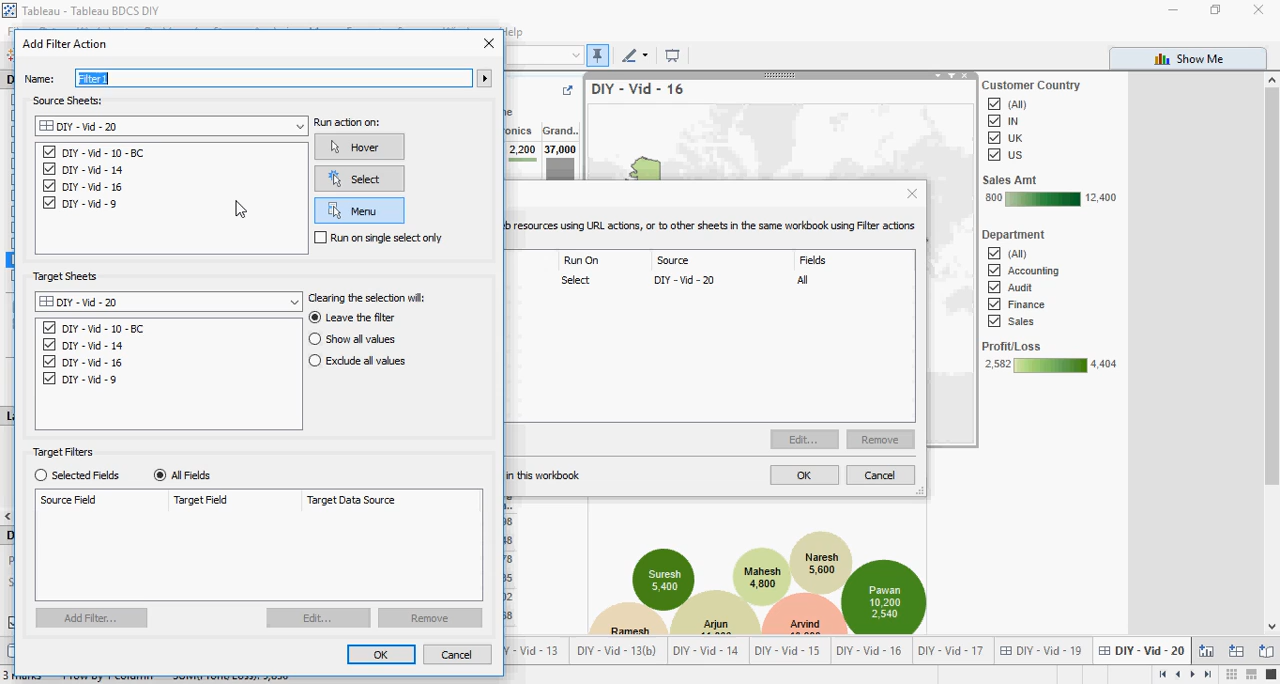 Tableau - Tableau BDCS DIY
Help
Show Me
Add Filter Action
Name:
Filter1
Source Sheets:
DIY - Vid - 20
DIY - Vid - 10 - BC
DIY - Vid - 14
DIY - Vid - 16
DIY - Vid - 9
Run action on:
Hover
Select
Menu
Run on single select only
Target Sheets
DIY - Vid - 20
DIY - Vid - 10 - BC
DIY - Vid - 14
DIY - Vid - 16
DIY - Vid - 9
Clearing the selection will:
Leave the filter
Show all values
Exclude all values
Target Filters
Selected Fields
All Fields
Source Field Target Field Target Data Source
Add Filter...
Edit...
Remove
OK
Cancel
Grand..
2,200 37,000
DIY - Vid - 16
resources using URL actions, or to other sheets in the same workbook using Filter actions
Run On Source Fields
Select DIY - Vid - 20 All
Edit...
Remove
in this workbook
OK
Cancel
Suresh
5,400
Mahesh
4,800
Naresh
5,600
Pawan
10,200
2,540
Ramesh
Arjun
Arvind
Customer Country
(All)
IN
UK
US
Sales Amt
800 12,400
Department
(All)
Accounting
Audit
Finance
Sales
Profit/Loss
2,582 4,404
- 13
DIY - Vid - 13(b)
DIY - Vid - 14
DIY - Vid - 15
DIY - Vid - 16
DIY - Vid - 17
DIY - Vid - 19
DIY - Vid - 20
3 marks